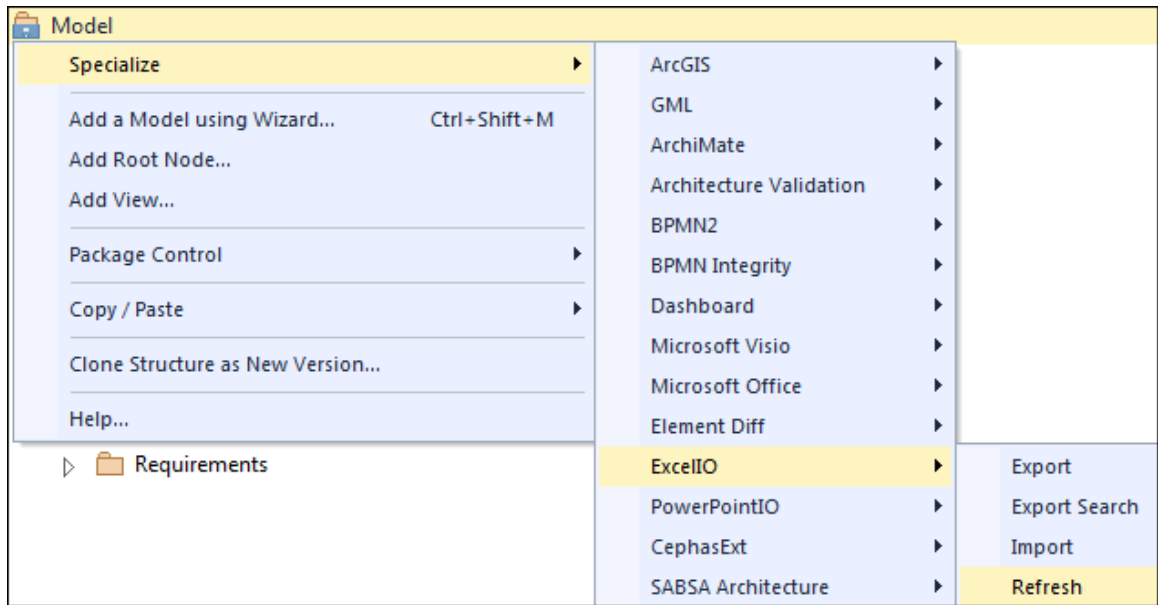 Model
Specialize
Add a Model using Wizard... Ctrl+Shift+M
Add Root Node...
Add View...
Package Control
Copy / Paste
Clone Structure as New Version...
Help...
Requirements
ArcGIS
GML
ArchiMate
Architecture Validation
BPMN2
BPMN Integrity
Dashboard
Microsoft Visio
Microsoft Office
Element Diff
ExcelIO
PowerPointIO
CephasExt
SABSA Architecture
Export
Export Search
Import
Refresh